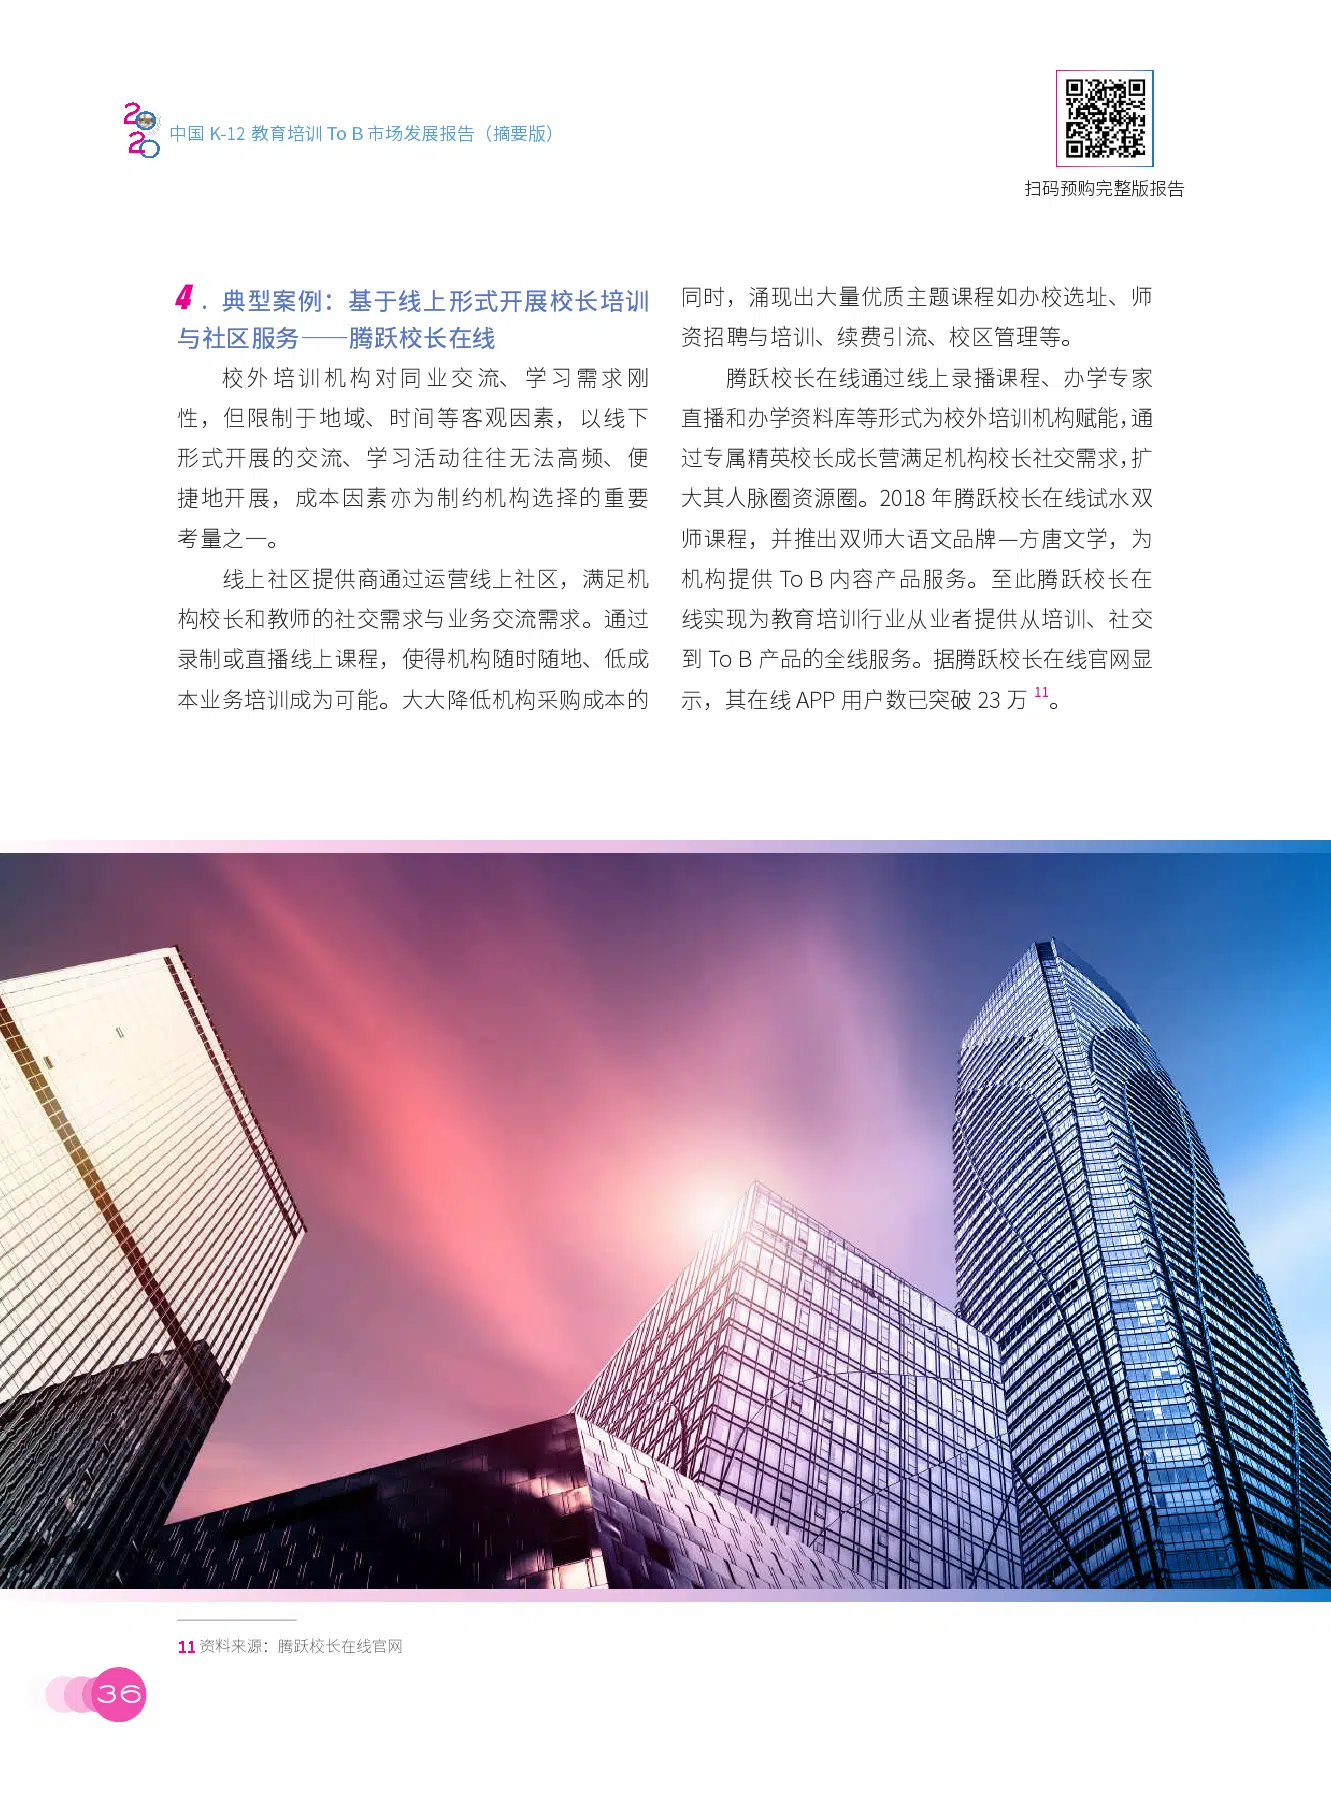 2020
中国 K-12 教育培训 To B 市场发展报告（摘要版）
扫码预购完整版报告
4． 典型案例：基于线上形式开展校长培训
与社区服务——腾跃校长在线
校外培训机构对同业交流、学习需求刚
性，但限制于地域、时间等客观因素，以线下
形式开展的交流、学习活动往往无法高频、便
捷地开展，成本因素亦为制约机构选择的重要
考量之一。
线上社区提供商通过运营线上社区，满足机
构校长和教师的社交需求与业务交流需求。通过
录制或直播线上课程，使得机构随时随地、低成
本业务培训成为可能。大大降低机构采购成本的
同时，涌现出大量优质主题课程如办校选址、师
资招聘与培训、续费引流、校区管理等。
腾跃校长在线通过线上录播课程、办学专家
直播和办学资料库等形式为校外培训机构赋能，通
过专属精英校长成长营满足机构校长社交需求，扩
大其人脉圈资源圈。2018 年腾跃校长在线试水双
师课程，并推出双师大语文品牌—方唐文学，为
机构提供 To B 内容产品服务。至此腾跃校长在
线实现为教育培训行业从业者提供从培训、社交
到 To B 产品的全线服务。据腾跃校长在线官网显
示，其在线 APP 用户数已突破 23 万 11。
11 资料来源：腾跃校长在线官网
36